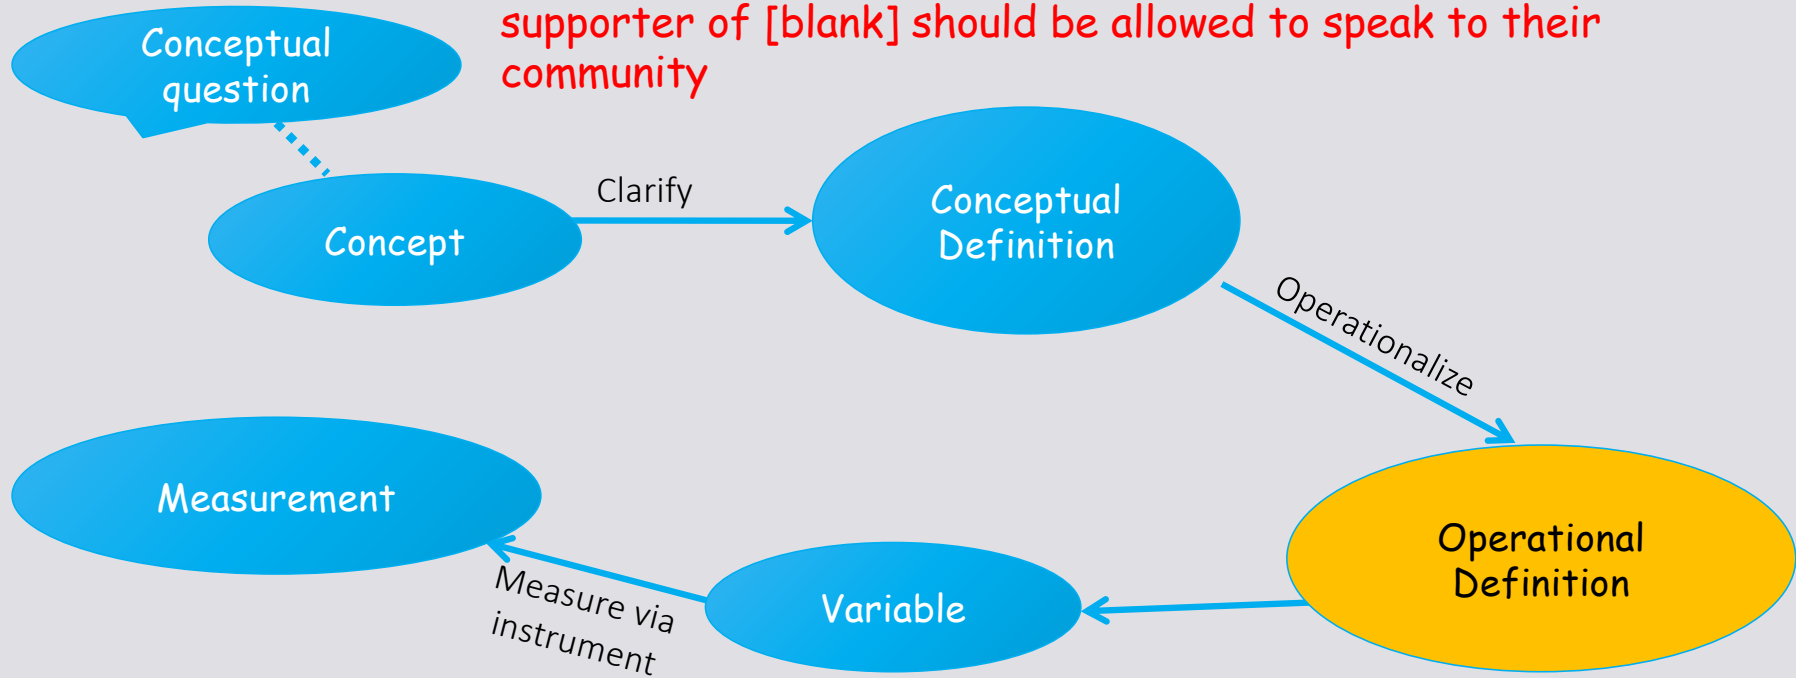 supporter of [blank] should be allowed to speak to their
community
Conceptual
question
Concept
Clarify
Conceptual
Definition
Operationalize
Operational
Definition
Variable
Measure via
instrument
Measurement